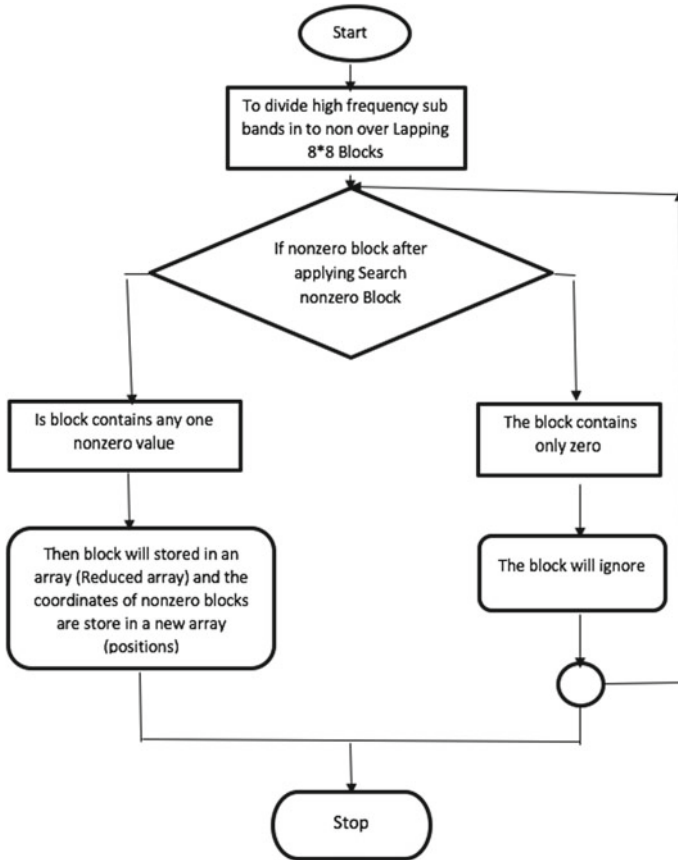 Start
To divide high frequency sub
bands in to non over Lapping
8*8 Blocks
If nonzero block after
applying Search
nonzero Block
Is block contains any one
nonzero value
The block contains
only zero
Then block will stored in an
array (Reduced array) and the
coordinates of nonzero blocks
are store in a new array
(positions)
The block will ignore
Stop